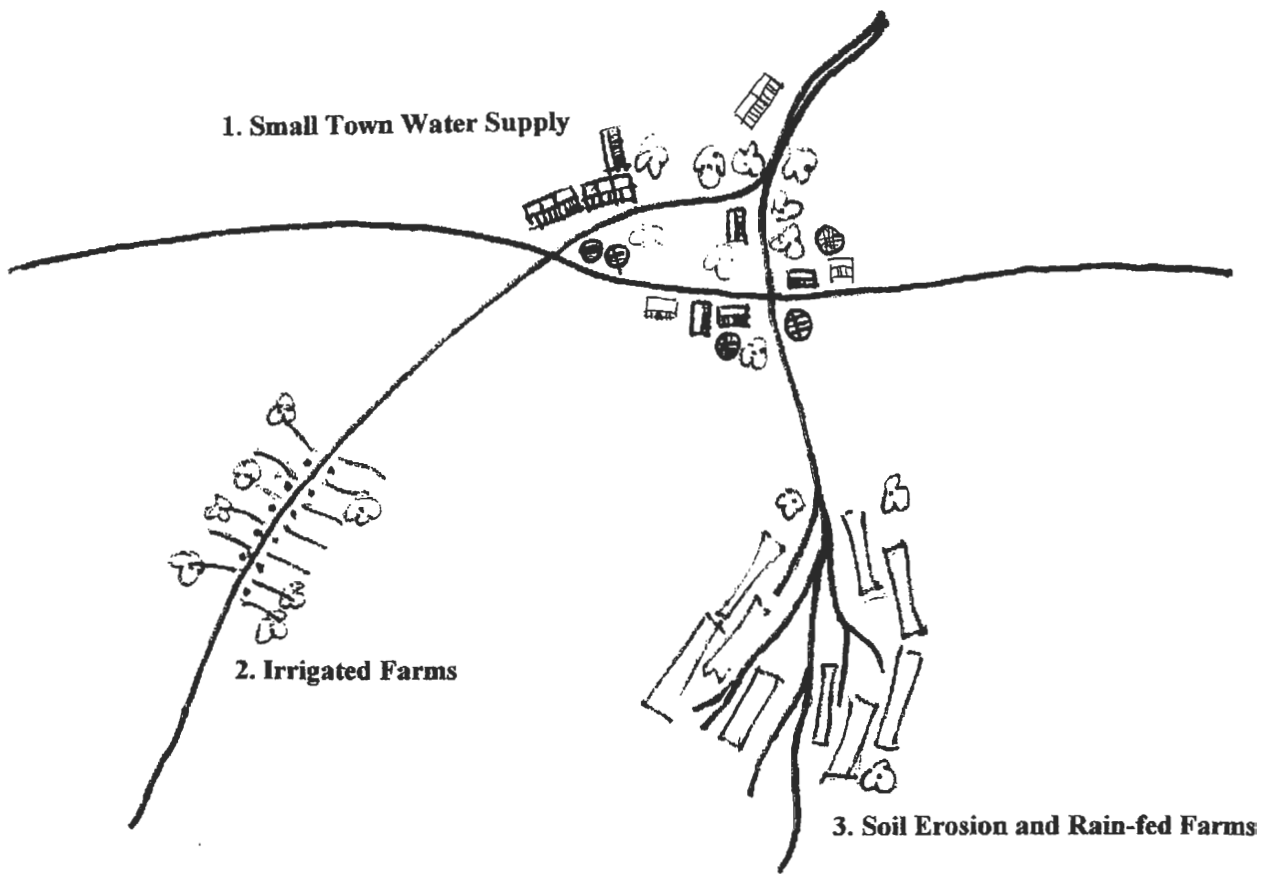 1. Small Town Water Supply
2. Irrigated Farms
3. Soil Erosion and Rain-fed Farms